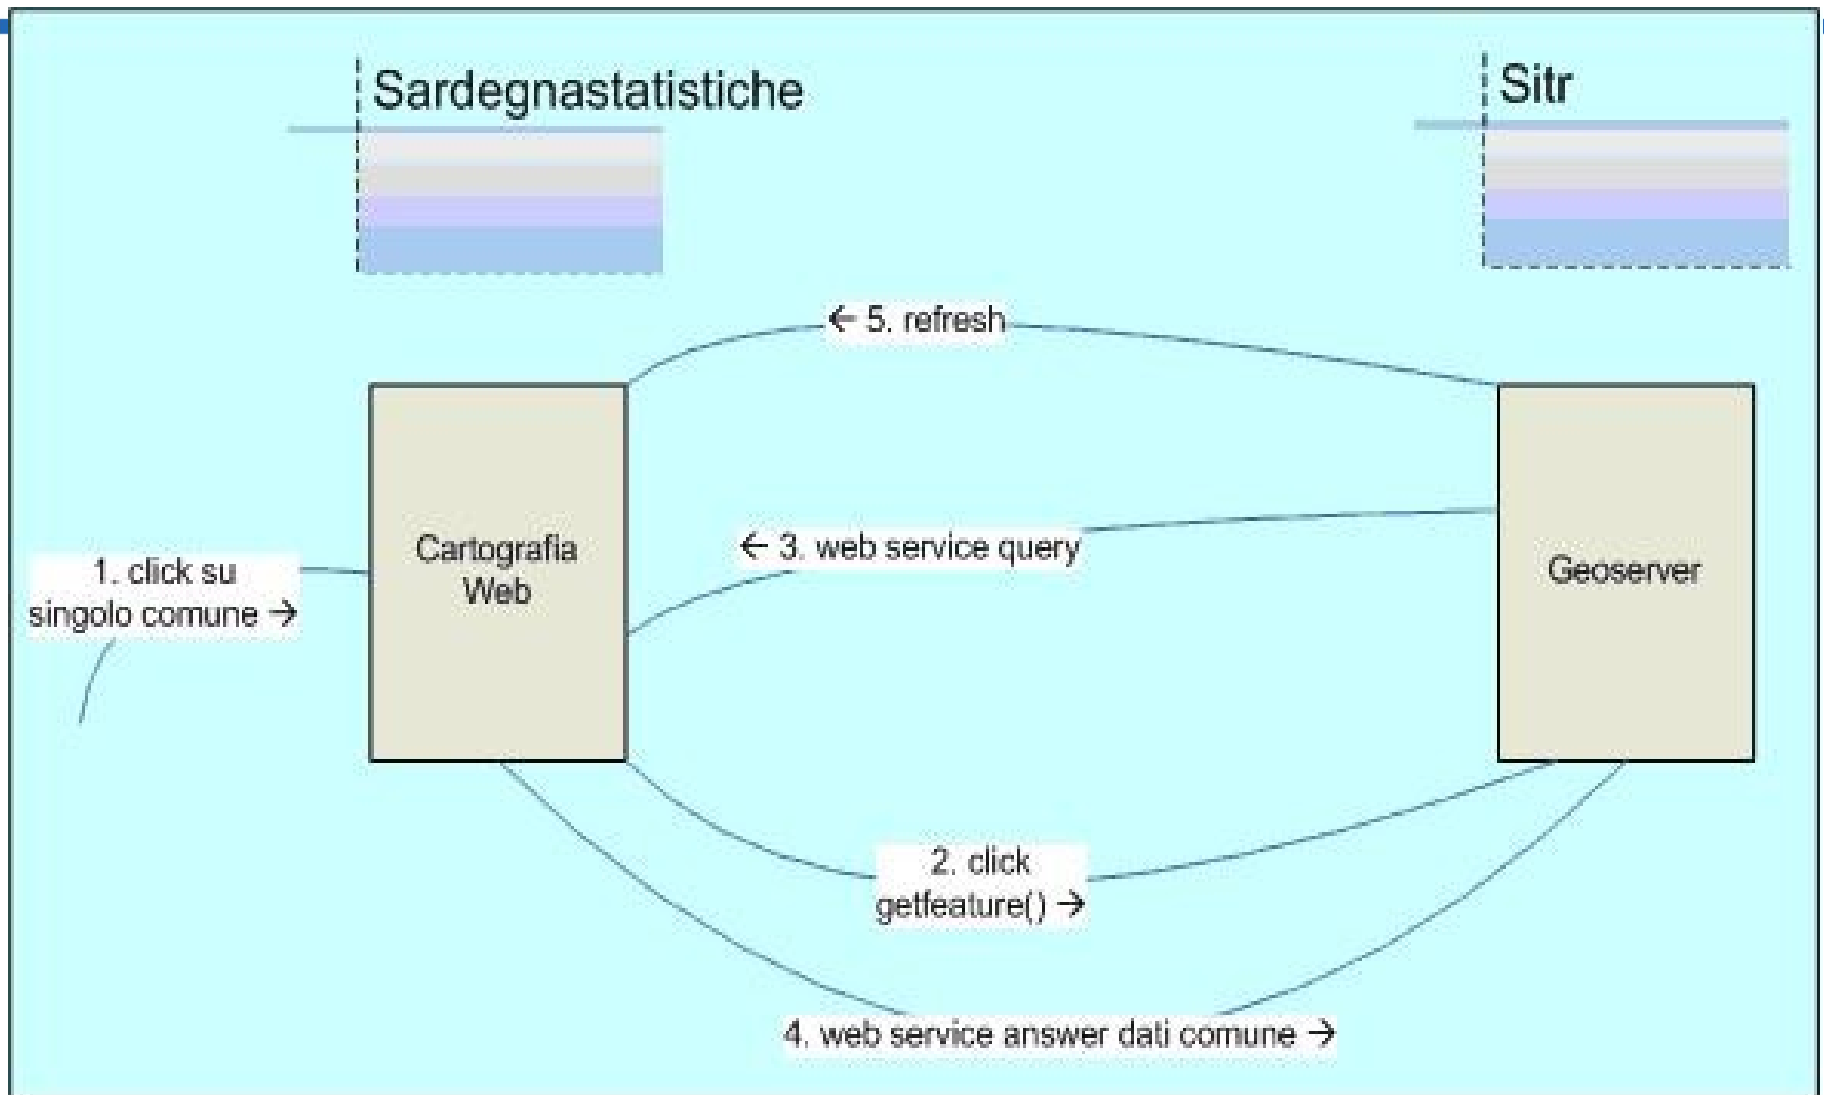 Sardegnastatistiche
Sitr
← 5. refresh
← 3. web service query
Cartografia
Web
Geoserver
1. click su
singolo comune →
2. click
getfeature() →
4. web service answer dati comune →